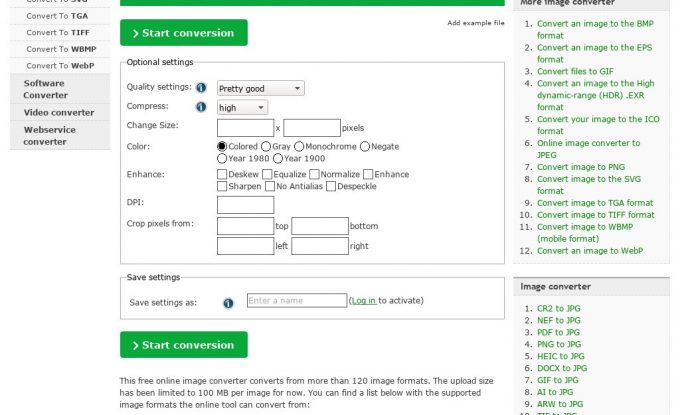 Convert To SVG
Convert To TGA
Convert To TIFF
Convert To WBMP
Convert To WebP
Software
Converter
Video converter
Webservice
converter
Start conversion
Add example file
Optional settings
Quality settings: i Pretty good
Compress: i high
Change Size: x pixels
Color: Colored Gray Monochrome Negate
Year 1980 Year 1900
Enhance: Deskew Equalize Normalize Enhance
Sharpen No Antialias Despeckle
DPI:
Crop pixels from: top bottom
left right
Save settings
Save settings as: i Enter a name (Log in to activate)
Start conversion
This free online image converter converts from more than 120 image formats. The upload size
has been limited to 100 MB per image for now. You can find a list below with the supported
image formats the online tool can convert from:
More image converter
1. Convert an image to the BMP
format
2. Convert an image to the EPS
format
3. Convert files to GIF
4. Convert an image to the High
dynamic-range (HDR) .EXR
format
5. Convert your image to the ICO
format
6. Online image converter to
JPEG
7. Convert image to PNG
8. Convert image to the SVG
format
9. Convert image to TGA format
10. Convert image to TIFF format
11. Convert image to WBMP
(mobile format)
12. Convert an image to WebP
Image converter
1. CR2 to JPG
2. NEF to JPG
3. PDF to JPG
4. PNG to JPG
5. HEIC to JPG
6. DOCX to JPG
7. GIF to JPG
8. AI to JPG
9. ARW to JPG
10. TIF to JPG